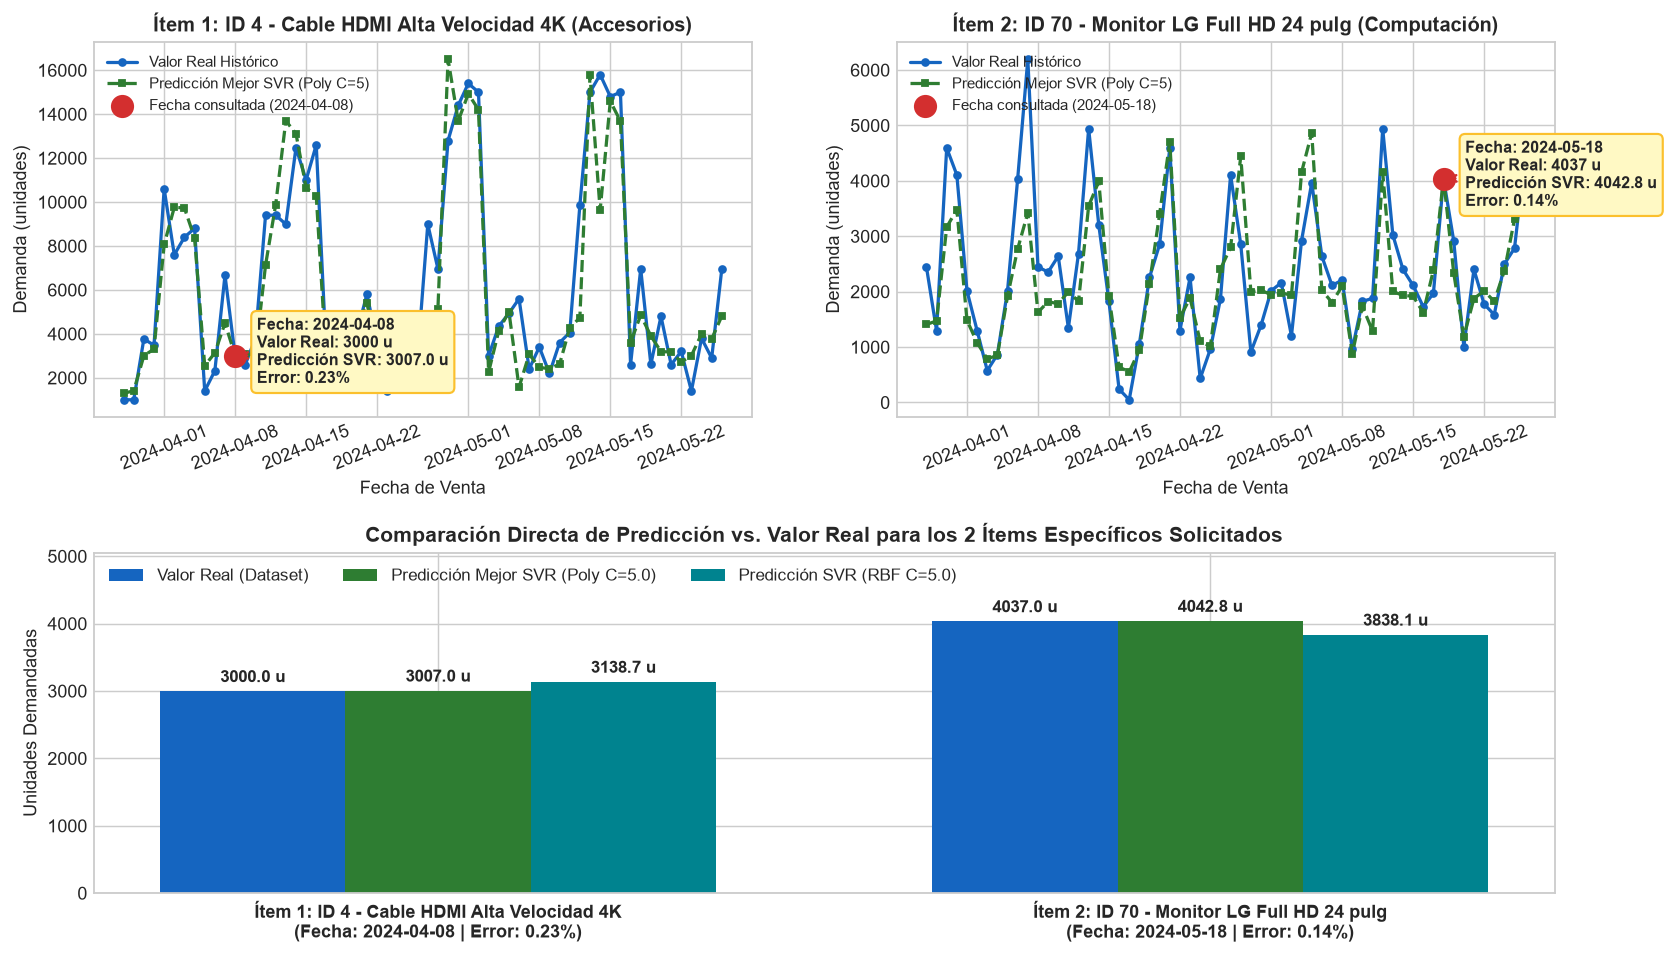 Ítem 1: ID 4 - Cable HDMI Alta Velocidad 4K (Accesorios)
Valor Real Histórico
Predicción Mejor SVR (Poly C=5)
Fecha consultada (2024-04-08)
Demanda (unidades)
16000
14000
12000
10000
8000
6000
4000
2000
Fecha: 2024-04-08
Valor Real: 3000 u
Predicción SVR: 3007.0 u
Error: 0.23%
2024-04-01
2024-04-08
2024-04-15
2024-04-22
2024-05-01
2024-05-08
2024-05-15
2024-05-22
Fecha de Venta
Ítem 2: ID 70 - Monitor LG Full HD 24 pulg (Computación)
Valor Real Histórico
Predicción Mejor SVR (Poly C=5)
Fecha consultada (2024-05-18)
Demanda (unidades)
6000
5000
4000
3000
2000
1000
0
Fecha: 2024-05-18
Valor Real: 4037 u
Predicción SVR: 4042.8 u
Error: 0.14%
2024-04-01
2024-04-08
2024-04-15
2024-04-22
2024-05-01
2024-05-08
2024-05-15
2024-05-22
Fecha de Venta
Comparación Directa de Predicción vs. Valor Real para los 2 Ítems Específicos Solicitados
Valor Real (Dataset)
Predicción Mejor SVR (Poly C=5.0)
Predicción SVR (RBF C=5.0)
Unidades Demandadas
5000
4000
3000
2000
1000
0
3000.0 u
3007.0 u
3138.7 u
4037.0 u
4042.8 u
3838.1 u
Ítem 1: ID 4 - Cable HDMI Alta Velocidad 4K
(Fecha: 2024-04-08 | Error: 0.23%)
Ítem 2: ID 70 - Monitor LG Full HD 24 pulg
(Fecha: 2024-05-18 | Error: 0.14%)